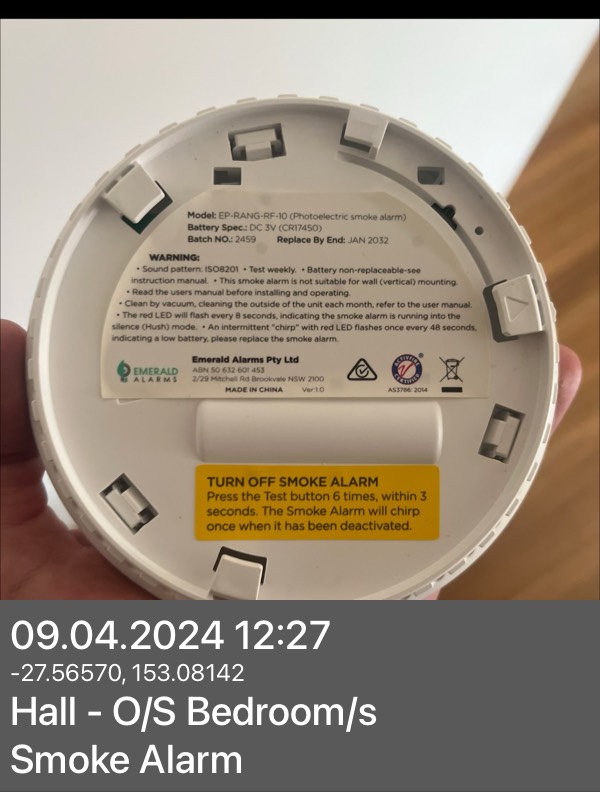 Model: EP-RANG-RF-10 (Photoelectric smoke alarm)
Battery Spec.: DC 3V (CR17450)
Batch NO.: 2459 Replace By End: JAN 2032
WARNING:
• Sound pattern: ISO8201 • Test weekly. • Battery non-replaceable-see
instruction manual. • This smoke alarm is not suitable for wall (vertical) mounting.
• Read the users manual before installing and operating.
• Clean by vacuum, cleaning the outside of the unit each month, refer to the user manual.
• The red LED will flash every 8 seconds, indicating the smoke alarm is running into the
silence (Hush) mode. • An intermittent "chirp" with red LED flashes once every 48 seconds,
indicating a low battery, please replace the smoke alarm.
EMERALD
ALARMS
Emerald Alarms Pty Ltd
ABN 50 632 601 453
2/29 Mitchell Rd Brookvale NSW 2100
MADE IN CHINA Ver:1.0
ACTIVFIRE
CERTIFIED
AS3786: 2014
TURN OFF SMOKE ALARM
Press the Test button 6 times, within 3
seconds. The Smoke Alarm will chirp
once when it has been deactivated.
09.04.2024 12:27
-27.56570, 153.08142
Hall - O/S Bedroom/s
Smoke Alarm